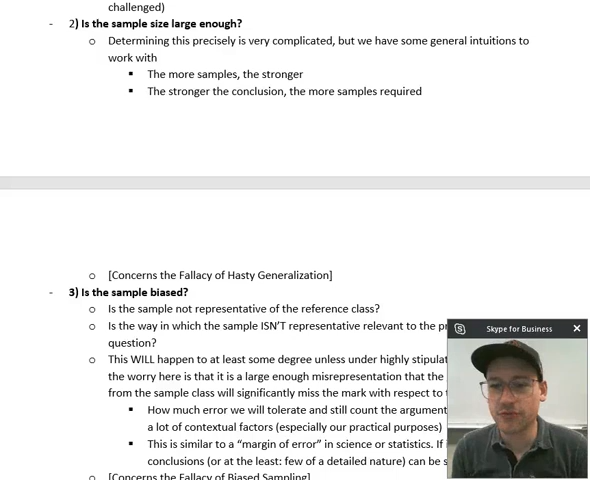 challenged)
- 2) Is the sample size large enough?
o Determining this precisely is very complicated, but we have some general intuitions to
work with
▪ The more samples, the stronger
▪ The stronger the conclusion, the more samples required
o [Concerns the Fallacy of Hasty Generalization]
- 3) Is the sample biased?
o Is the sample not representative of the reference class?
o Is the way in which the sample ISN'T representative relevant to the pr
question?
o This WILL happen to at least some degree unless under highly stipulat
the worry here is that it is a large enough misrepresentation that the
from the sample class will significantly miss the mark with respect to
▪ How much error we will tolerate and still count the argument
a lot of contextual factors (especially our practical purposes)
▪ This is similar to a "margin of error" in science or statistics. If
conclusions (or at the least: few of a detailed nature) can be s
o [Concerns the Fallacy of Biased Sampling]
Skype for Business